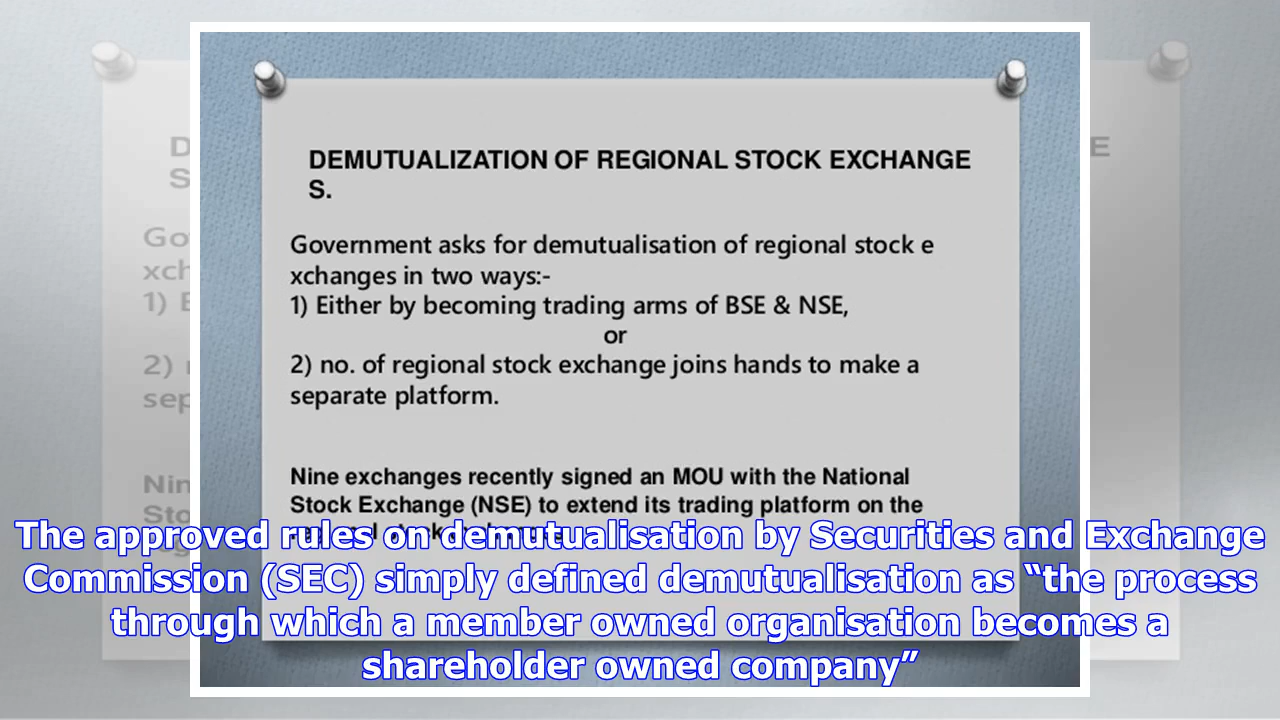 DEMUTUALIZATION OF REGIONAL STOCK EXCHANGE
S.
Government asks for demutualisation of regional stock e
xchanges in two ways:-
1) Either by becoming trading arms of BSE & NSE,
or
2) no. of regional stock exchange joins hands to make a
separate platform.
Nine exchanges recently signed an MOU with the National
Stock Exchange (NSE) to extend its trading platform on the
The approved rules on demutualisation by Securities and Exchange
Commission (SEC) simply defined demutualisation as “the process
through which a member owned organisation becomes a
shareholder owned company”